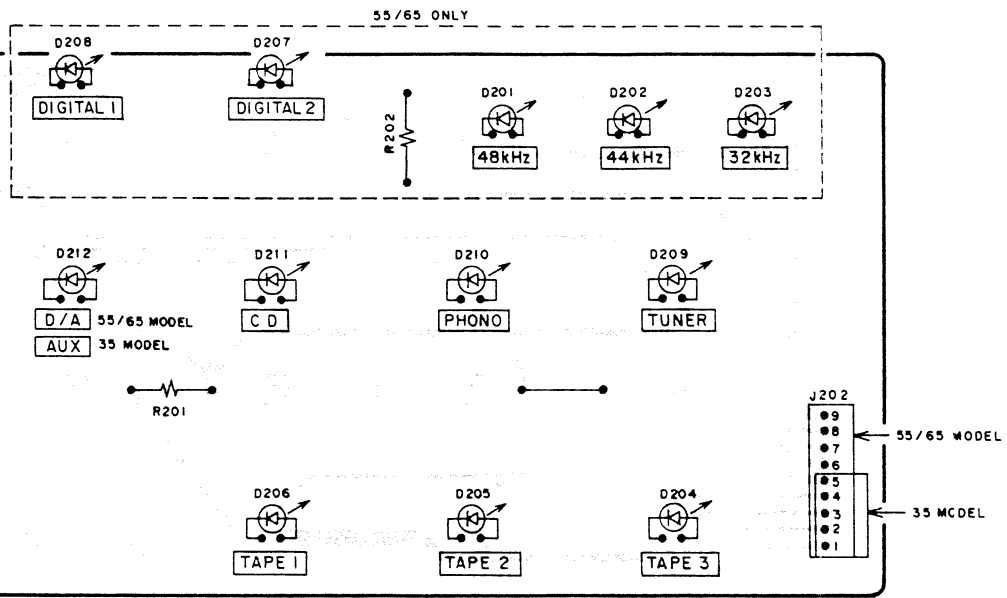 55/65 ONLY
D208
D207
DIGITAL 1
DIGITAL 2
R202
D201
D202
D203
48kHz
44kHz
32kHz
D212
D211
D210
D209
D/A 55/65 MODEL
CD
PHONO
TUNER
AUX 35 MODEL
R201
J202
9
8
55/65 MODEL
7
6
5
4
3
35 MODEL
2
1
D206
D205
D204
TAPE 1
TAPE 2
TAPE 3